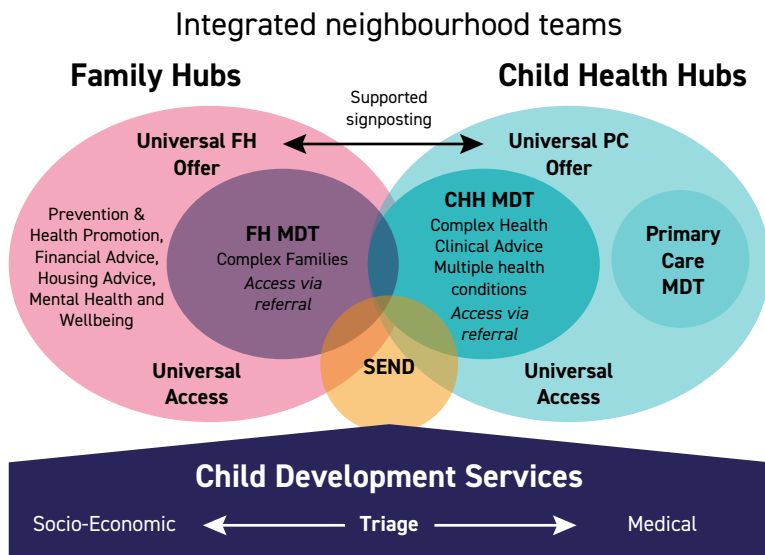 Integrated neighbourhood teams
Family Hubs
Child Health Hubs
Supported
signposting
Universal FH
Offer
Universal PC
Offer
Prevention &
Health Promotion,
Financial Advice,
Housing Advice,
Mental Health and
Wellbeing
FH MDT
Complex Families
Access via
referral
CHH MDT
Complex Health
Clinical Advice
Multiple health
conditions
Access via
referral
Primary
Care
MDT
SEND
Universal
Access
Universal
Access
Child Development Services
Socio-Economic
Triage
Medical